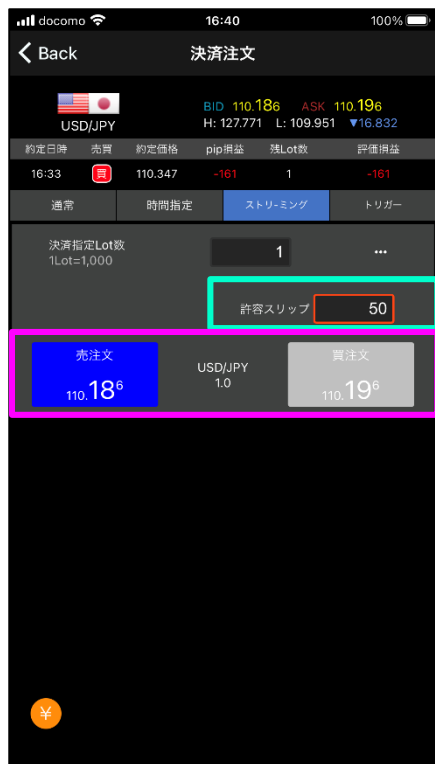 docomo 16:40 100%
Back 決済注文
USD/JPY
BID 110.186 ASK 110.196
H: 127.771 L: 109.951 ▼16.832
約定日時 売買 約定価格 pip損益 残Lot数 評価損益
16:33 買 110.347 -161 1 -161
通常 時間指定 ストリ-ミング トリガー
決済指定Lot数 1 ...
1Lot=1,000
許容スリップ 50
売注文 買注文
USD/JPY
110.186 1.0 110.196
¥